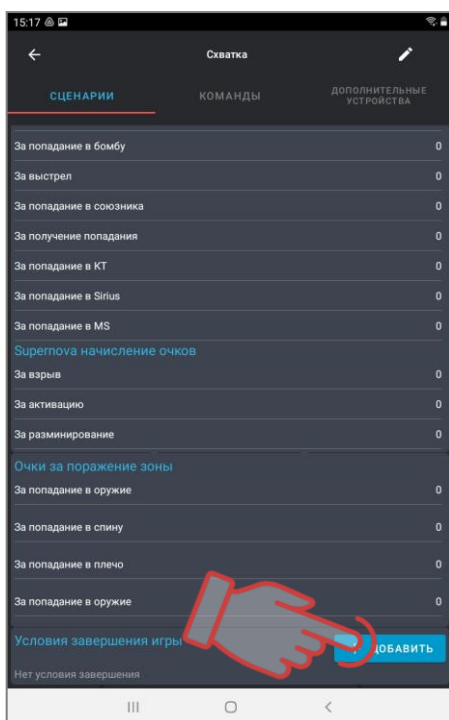 15:17
Схватка
СЦЕНАРИИ
КОМАНДЫ
ДОПОЛНИТЕЛЬНЫЕ
УСТРОЙСТВА
За попадание в бомбу 0
За выстрел 0
За попадание в союзника 0
За получение попадания 0
За попадание в КТ 0
За попадание в Sirius 0
За попадание в MS 0
Supernova начисление очков
За взрыв 0
За активацию 0
За разминирование 0
Очки за поражение зоны
За попадание в оружие 0
За попадание в спину 0
За попадание в плечо 0
За попадание в оружие 0
Условия завершения игры
ДОБАВИТЬ
Нет условия завершения